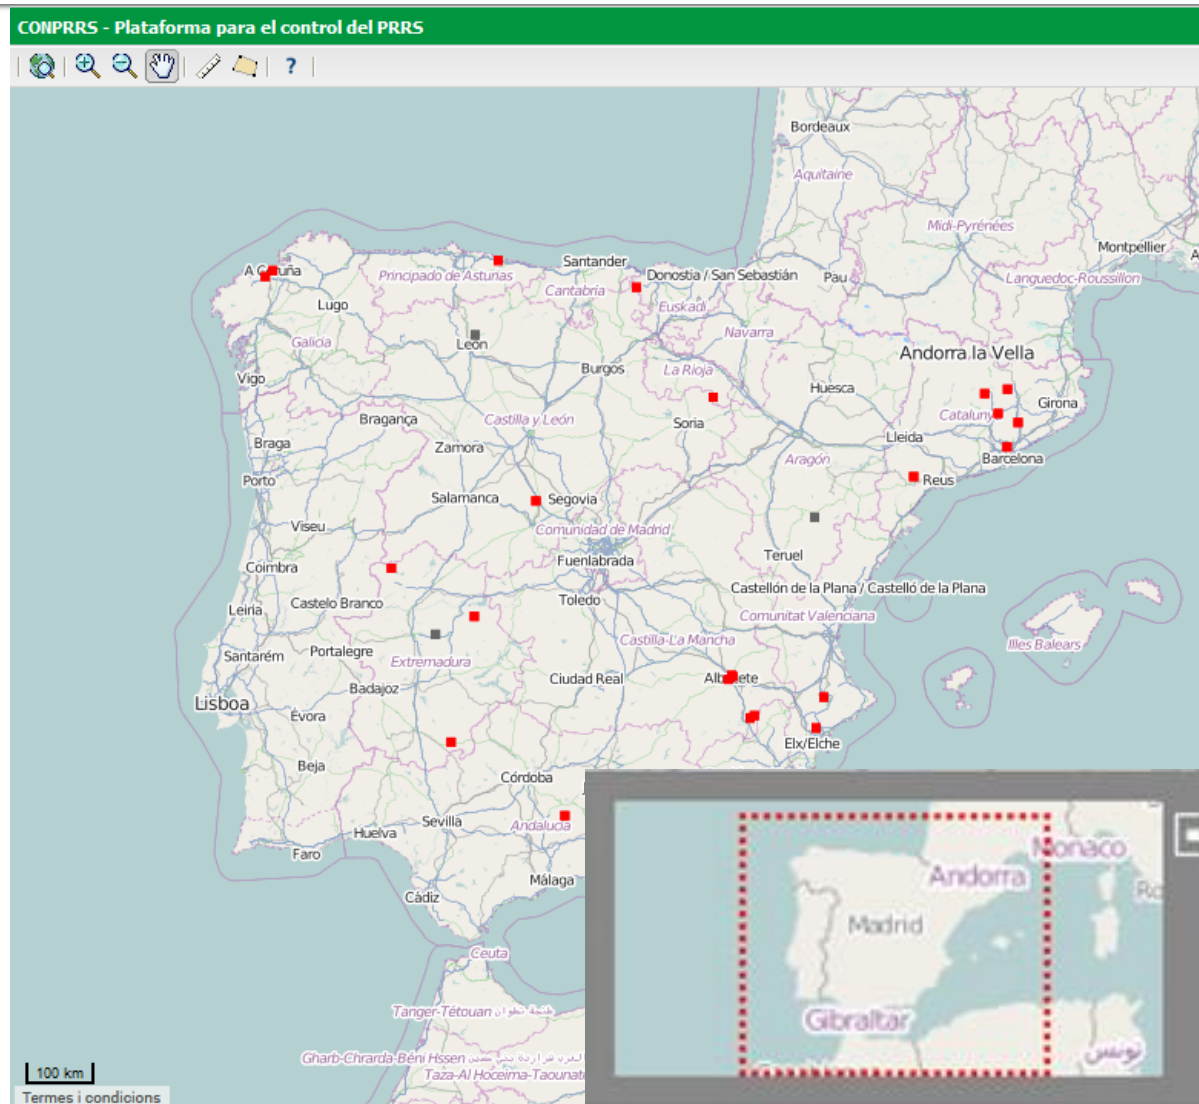 CONPRRS - Plataforma para el control del PRRS
?
Bordeaux
Aquitaine
Midi-Pyrénées
Montpellier
A Coruña
Santander
Donostia / San Sebastián
Pau
Languedoc-Roussillon
Principado de Asturias
Cantabria
Euskadi
Lugo
Galicia
León
Navarra
Andorra la Vella
Burgos
La Rioja
Vigo
Huesca
Girona
Bragança
Castilla y León
Soria
Cataluny
Braga
Zamora
Lleida
Aragón
Barcelona
Porto
Reus
Salamanca
Segovia
Viseu
Comunidad de Madrid
Coimbra
Fuenlabrada
Teruel
Castellón de la Plana / Castelló de la Plana
Leiria
Castelo Branco
Toledo
Comunitat Valenciana
Castilla-La Mancha
Illes Balears
Santarém
Portalegre
Extremadura
Ciudad Real
Albacete
Badajoz
Lisboa
Évora
Elx/Elche
Beja
Córdoba
Sevilla
Andalucía
Huelva
Faro
Málaga
Cádiz
Monaco
Andorra
Madrid
Ceuta
Gibraltar
Tanger-Tétouan طنجة تطوان
تونس
Gharb-Chrarda-Béni Hssen
Taza-Al Hoceima-Taounat
100 km
Termes i condicions